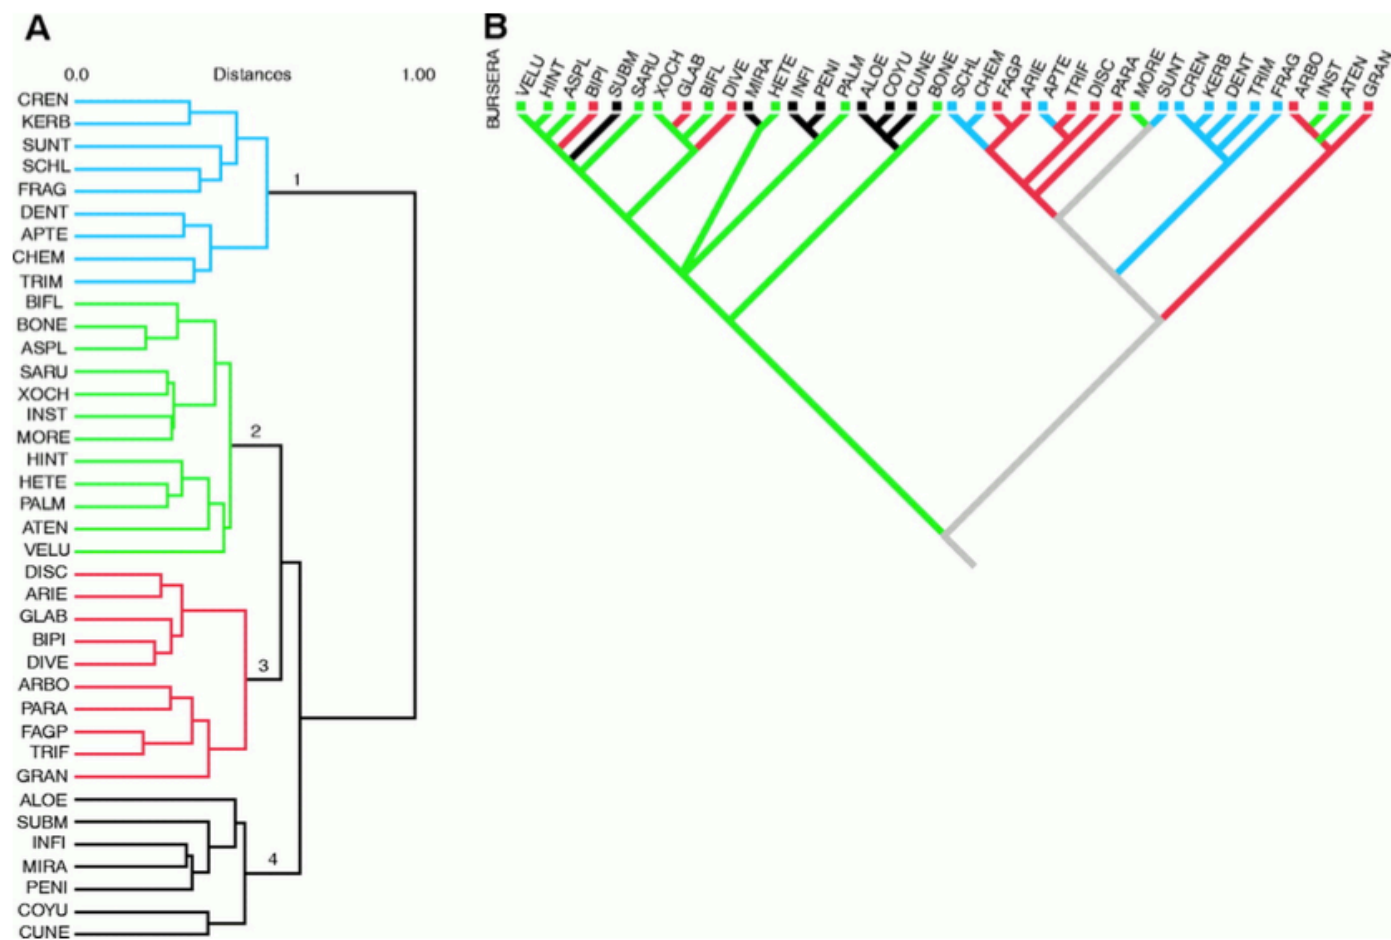 A
0.0 Distances 1.00
CREN
KERB
SUNT
SCHL
FRAG
DENT
APTE
CHEM
TRIM
BIFL
BONE
ASPL
SARU
XOCH
INST
MORE
HINT
HETE
PALM
ATEN
VELU
DISC
ARIE
GLAB
BIPI
DIVE
ARBO
PARA
FAGP
TRIF
GRAN
ALOE
SUBM
INFI
MIRA
PENI
COYU
CUNE
1
2
3
4
B
BURSERA
VELU
HINT
ASPL
BIPI
SUBM
SARU
XOCH
GLAB
BIFL
DIVE
MIRA
HETE
INFI
PENI
PALM
ALOE
COYU
CUNE
BONE
SCHL
CHEM
FAGP
ARIE
APTE
TRIF
DISC
PARA
MORE
SUNT
CREN
KERB
DENT
TRIM
FRAG
ARBO
INST
ATEN
GRAN